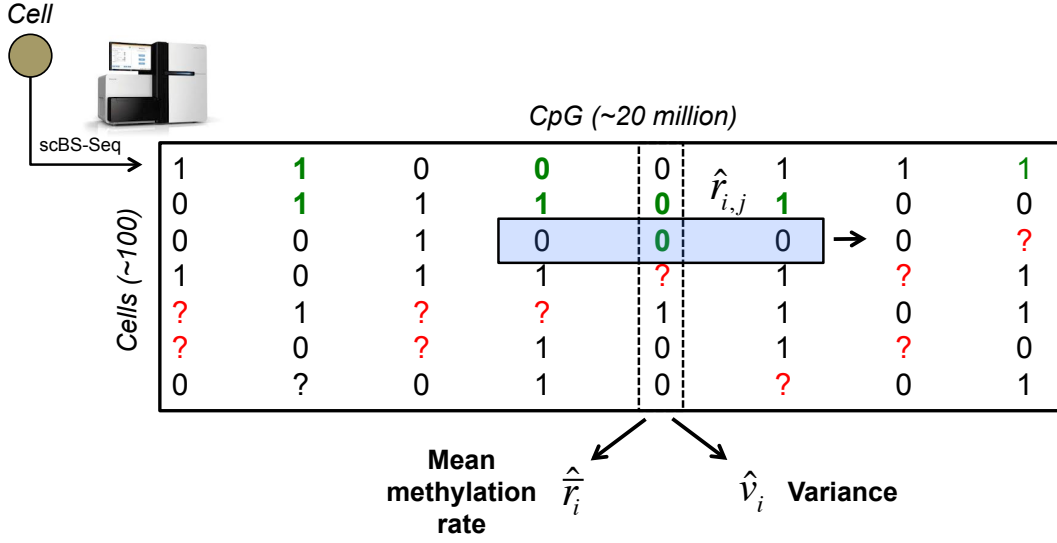 Cell
scBS-Seq
CpG (~20 million)
Cells (~100)
1 1 0 0 0 1 1 1
0 1 1 1 0 1 0 0
r̂i,j
0 0 1 0 0 0 0 ?
1 0 1 1 ? 1 ? 1
? 1 ? ? 1 1 0 1
? 0 ? 1 0 1 ? 0
0 ? 0 1 0 ? 0 1
Mean
methylation
rate
r̂̄i
v̂i Variance